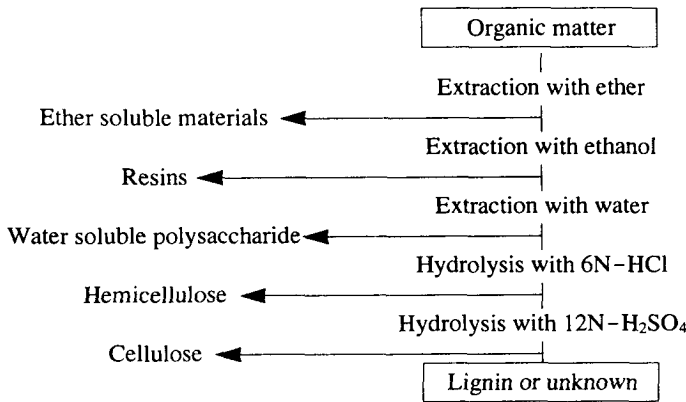 Organic matter
Extraction with ether
Ether soluble materials
Extraction with ethanol
Resins
Extraction with water
Water soluble polysaccharide
Hydrolysis with 6N-HCl
Hemicellulose
Hydrolysis with 12N-H₂SO₄
Cellulose
Lignin or unknown